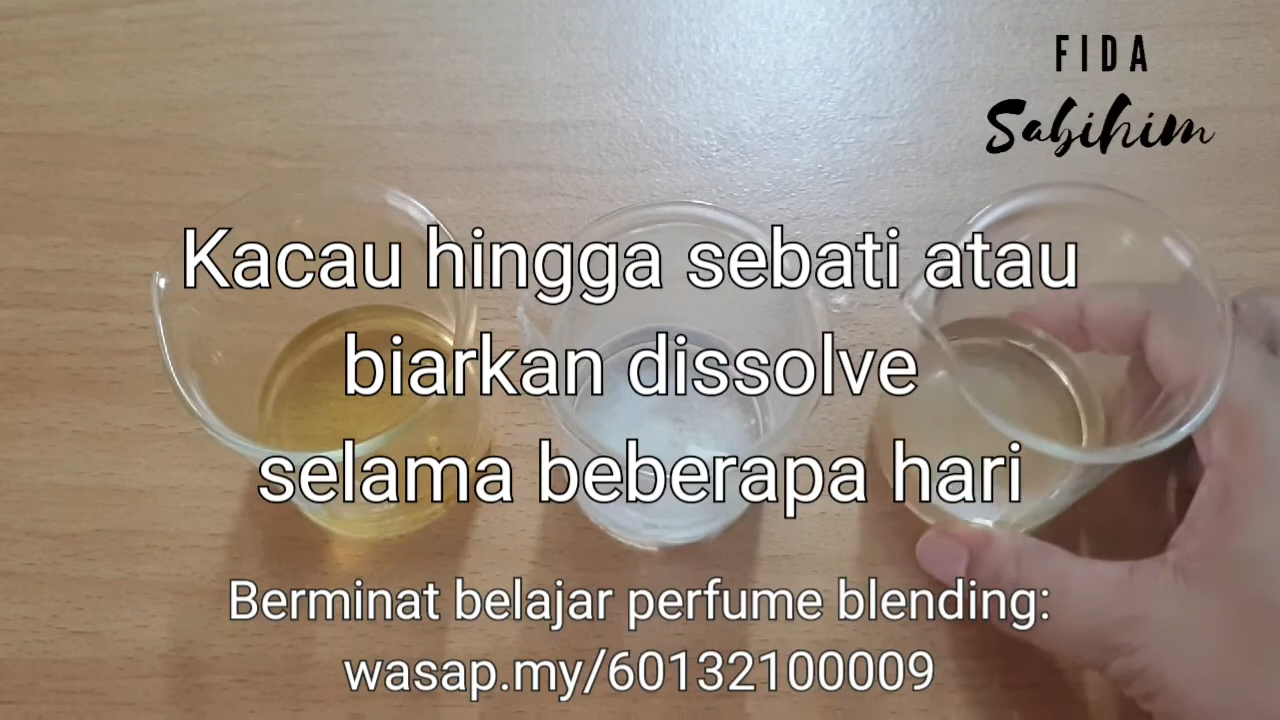 FIDA
Sabihim
Kacau hingga sebati atau
biarkan dissolve
selama beberapa hari
Berminat belajar perfume blending:
wasap.my/60132100009